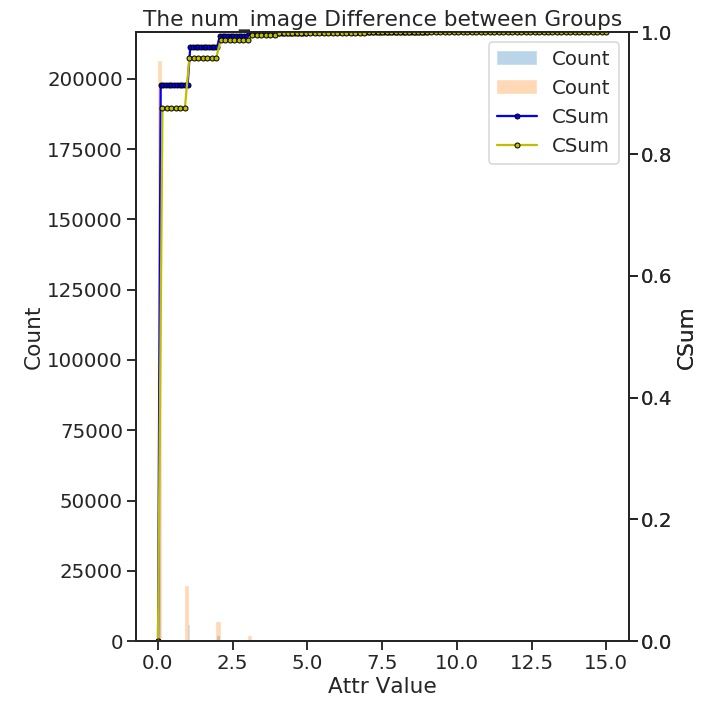 The num_image Difference between Groups
Count
Count
CSum
CSum
200000
175000
150000
125000
100000
75000
50000
25000
0
Count
1.0
0.8
0.6
0.4
0.2
0.0
CSum
0.0 2.5 5.0 7.5 10.0 12.5 15.0
Attr Value